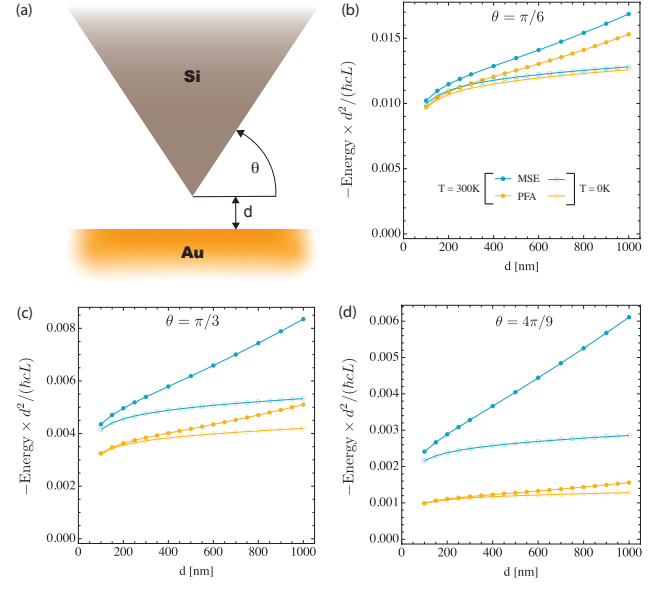 (a)
Si
θ
d
Au
(b)
θ = π/6
−Energy × d²/(ħcL)
0.015
0.010
0.005
0.000
T = 300K
MSE
PFA
T = 0K
0 200 400 600 800 1000
d [nm]
(c)
θ = π/3
−Energy × d²/(ħcL)
0.008
0.006
0.004
0.002
0.000
0 200 400 600 800 1000
d [nm]
(d)
θ = 4π/9
−Energy × d²/(ħcL)
0.006
0.005
0.004
0.003
0.002
0.001
0.000
0 200 400 600 800 1000
d [nm]